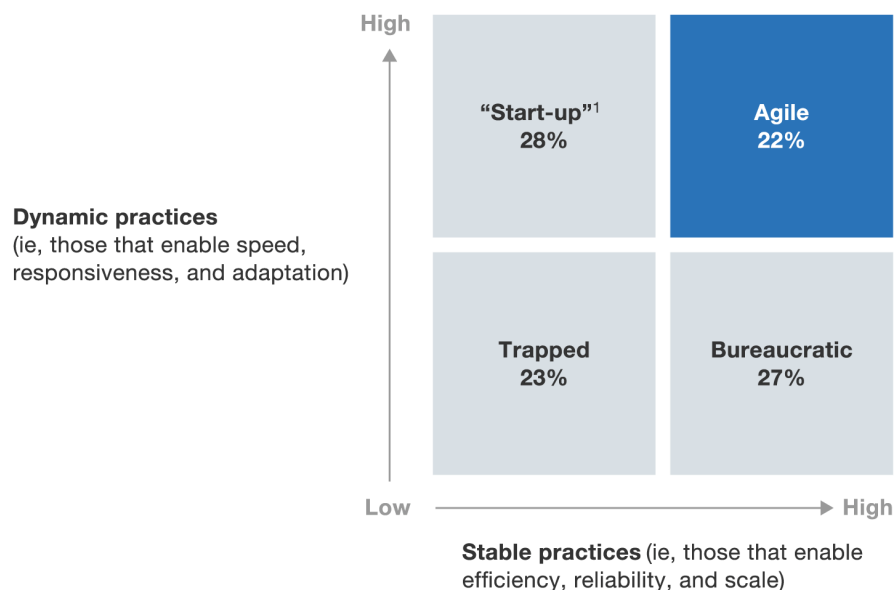 High
“Start-up”¹
28%
Agile
22%
Dynamic practices
(ie, those that enable speed,
responsiveness, and adaptation)
Trapped
23%
Bureaucratic
27%
Low
High
Stable practices (ie, those that enable
efficiency, reliability, and scale)